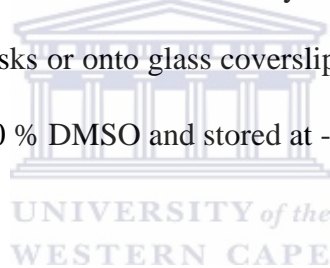 sks or onto glass coverslip
0 % DMSO and stored at -
UNIVERSITY of the
WESTERN CAPE